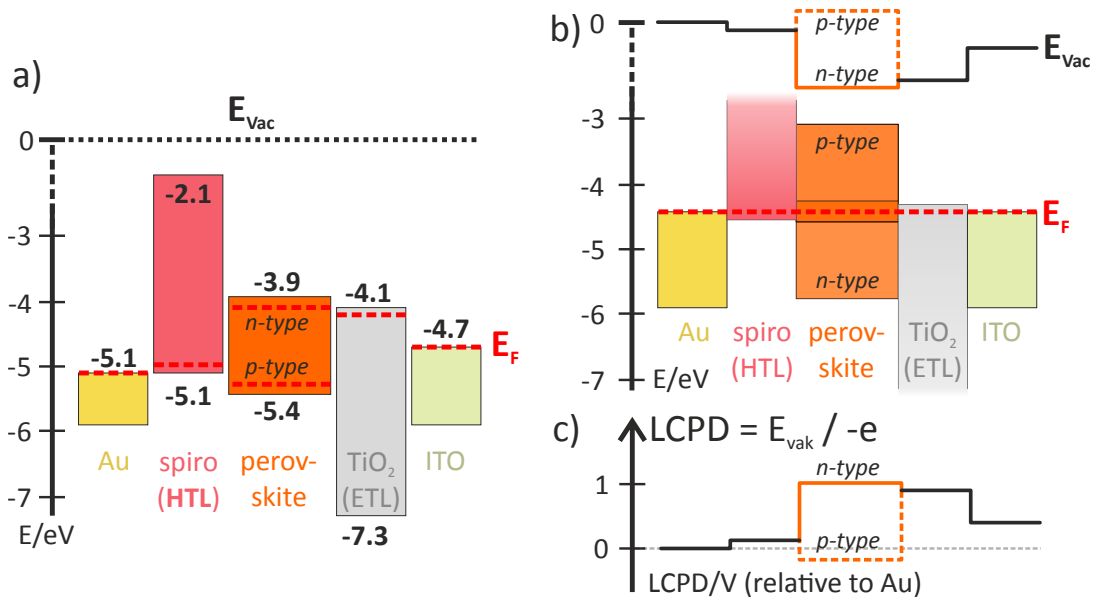 a)
E_Vac
0
-3
-4
-5
-6
-7
E/eV
-2.1
-3.9
-4.1
-4.7
n-type
p-type
E_F
-5.1
-5.1
-5.4
-7.3
Au
spiro
(HTL)
perov-
skite
TiO₂
(ETL)
ITO
b)
0
-3
-4
-5
-6
-7
E/eV
p-type
n-type
E_Vac
p-type
n-type
E_F
Au
spiro
(HTL)
perov-
skite
TiO₂
(ETL)
ITO
c)
LCPD = E_vak / -e
1
0
n-type
p-type
LCPD/V (relative to Au)